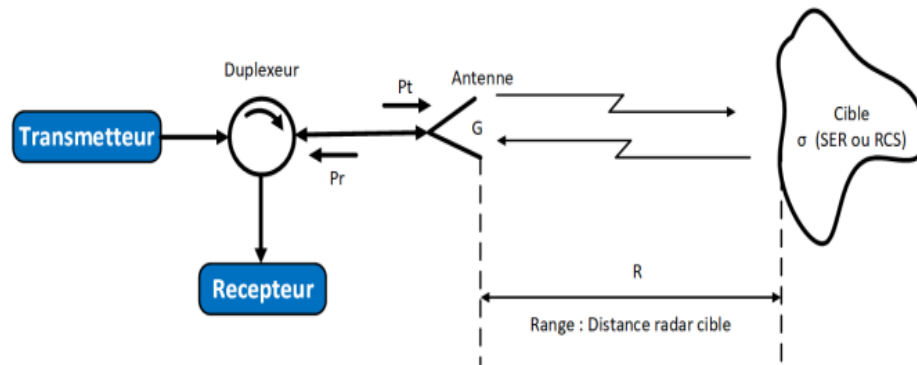 Duplexeur
Pt
Antenne
Transmetteur
G
Cible
σ (SER ou RCS)
Pr
Recepteur
R
Range : Distance radar cible